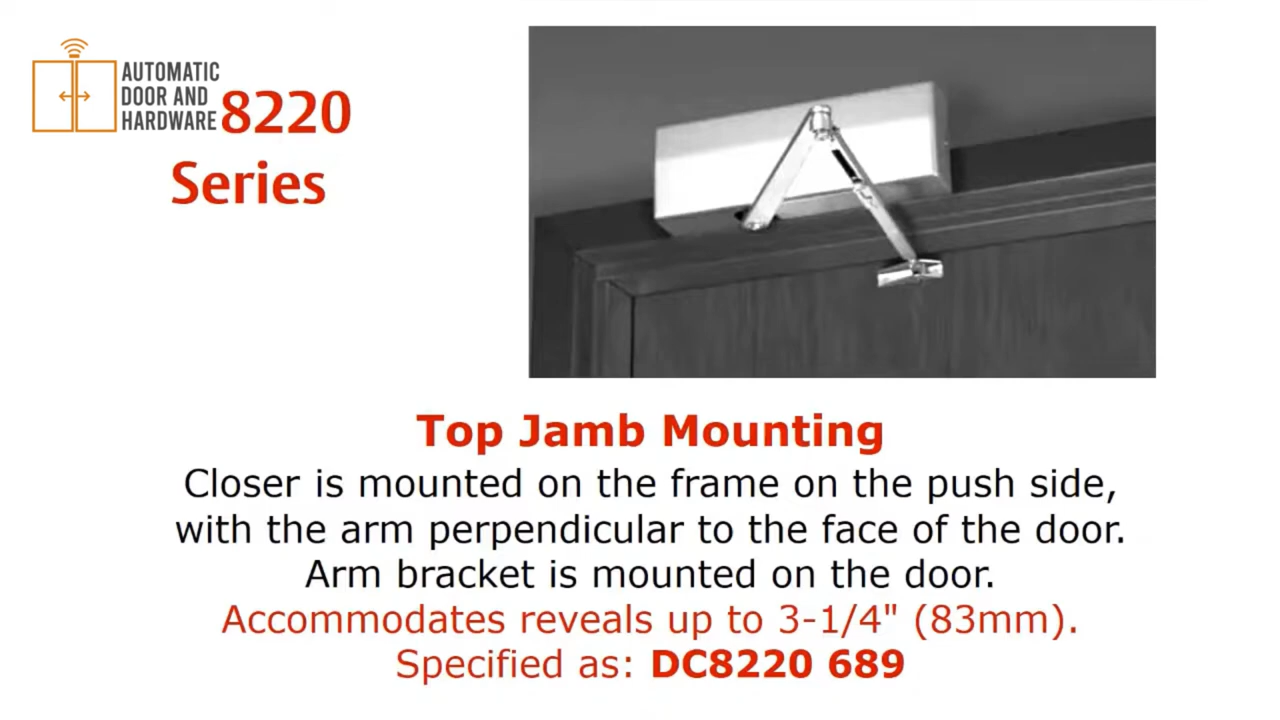 AUTOMATIC
DOOR AND
HARDWARE
8220
Series
Top Jamb Mounting
Closer is mounted on the frame on the push side,
with the arm perpendicular to the face of the door.
Arm bracket is mounted on the door.
Accommodates reveals up to 3-1/4" (83mm).
Specified as: DC8220 689